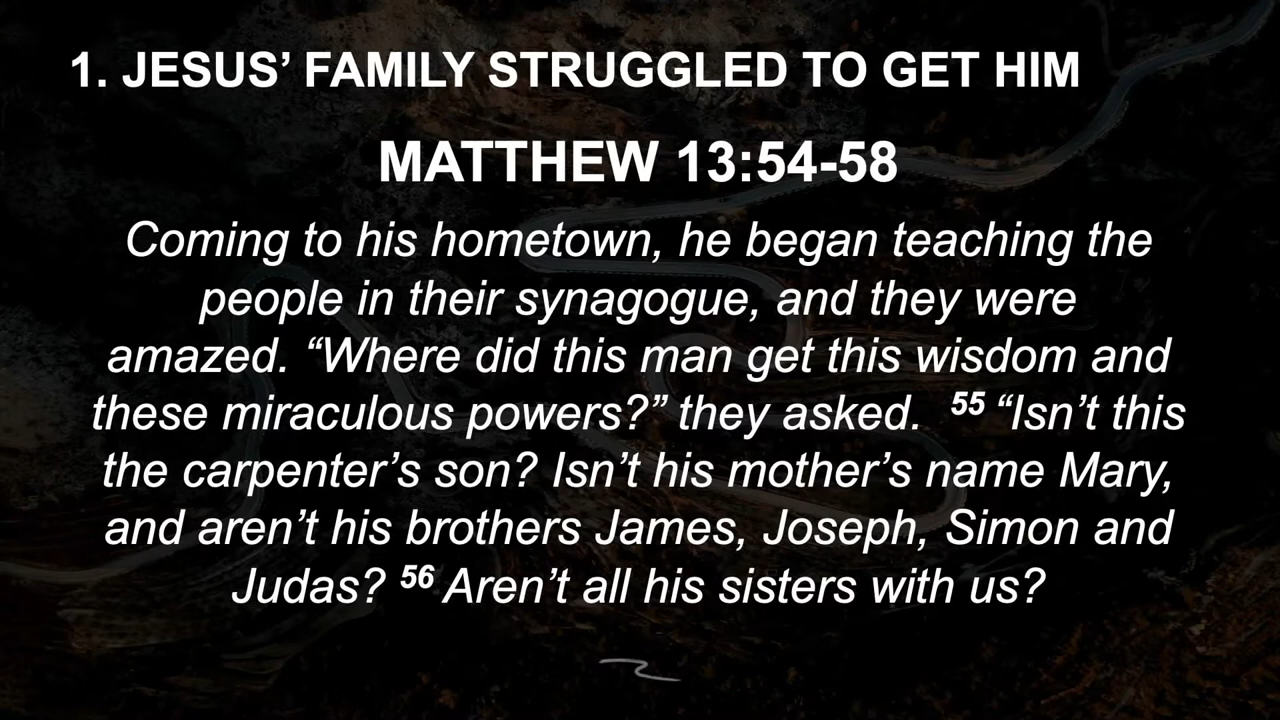 1. JESUS’ FAMILY STRUGGLED TO GET HIM
MATTHEW 13:54-58
Coming to his hometown, he began teaching the
people in their synagogue, and they were
amazed. “Where did this man get this wisdom and
these miraculous powers?” they asked.  55 “Isn’t this
the carpenter’s son? Isn’t his mother’s name Mary,
and aren’t his brothers James, Joseph, Simon and
Judas? 56 Aren’t all his sisters with us?